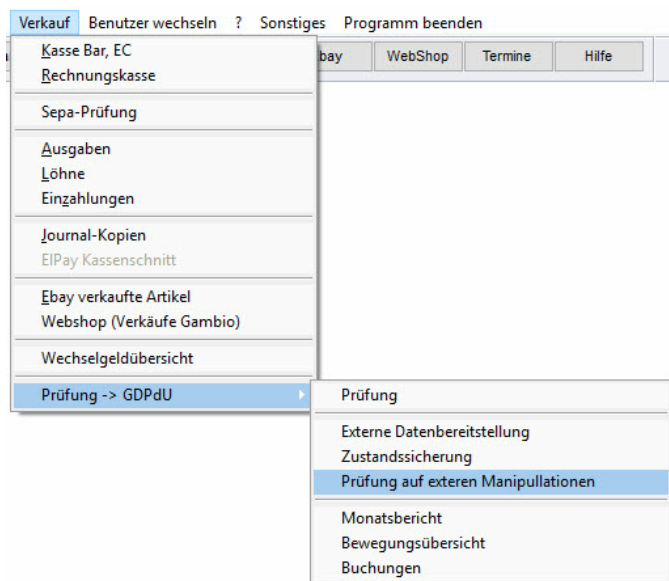 Verkauf Benutzer wechseln ? Sonstiges Programm beenden
bay WebShop Termine Hilfe
Kasse Bar, EC
Rechnungskasse
Sepa-Prüfung
Ausgaben
Löhne
Einzahlungen
Journal-Kopien
ElPay Kassenschnitt
Ebay verkaufte Artikel
Webshop (Verkäufe Gambio)
Wechselgeldübersicht
Prüfung -> GDPdU
Prüfung
Externe Datenbereitstellung
Zustandssicherung
Prüfung auf exteren Manipullationen
Monatsbericht
Bewegungsübersicht
Buchungen